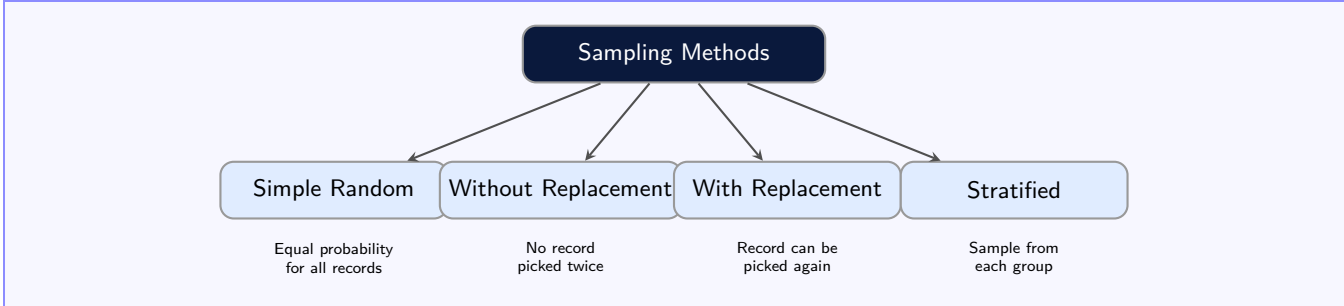 Sampling Methods
Simple Random
Without Replacement
With Replacement
Stratified
Equal probability
for all records
No record
picked twice
Record can be
picked again
Sample from
each group